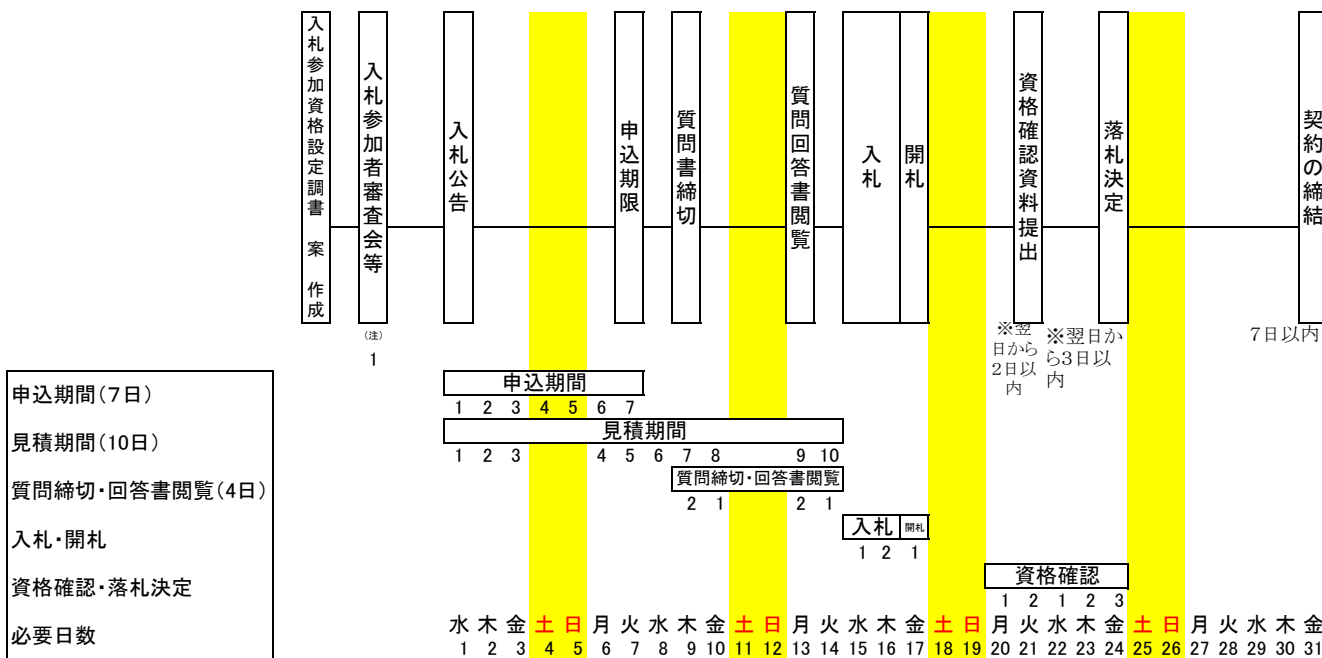 入札参加資格設定調書 案 作成
入札参加者審査会等
入札公告
申込期限
質問書締切
質問回答書閲覧
入札
開札
資格確認資料提出
落札決定
契約の締結
(注)
1
※翌
日から
2日以
内
※翌日か
ら3日以
内
7日以内
申込期間(7日)
申込期間
1 2 3 4 5 6 7
見積期間(10日)
見積期間
1 2 3 4 5 6 7 8 9 10
質問締切・回答書閲覧(4日)
質問締切・回答書閲覧
2 1 2 1
入札・開札
入札 開札
1 2 1
資格確認・落札決定
資格確認
1 2 1 2 3
必要日数
水 木 金 土 日 月 火 水 木 金 土 日 月 火 水 木 金 土 日 月 火 水 木 金 土 日 月 火 水 木 金
1 2 3 4 5 6 7 8 9 10 11 12 13 14 15 16 17 18 19 20 21 22 23 24 25 26 27 28 29 30 31